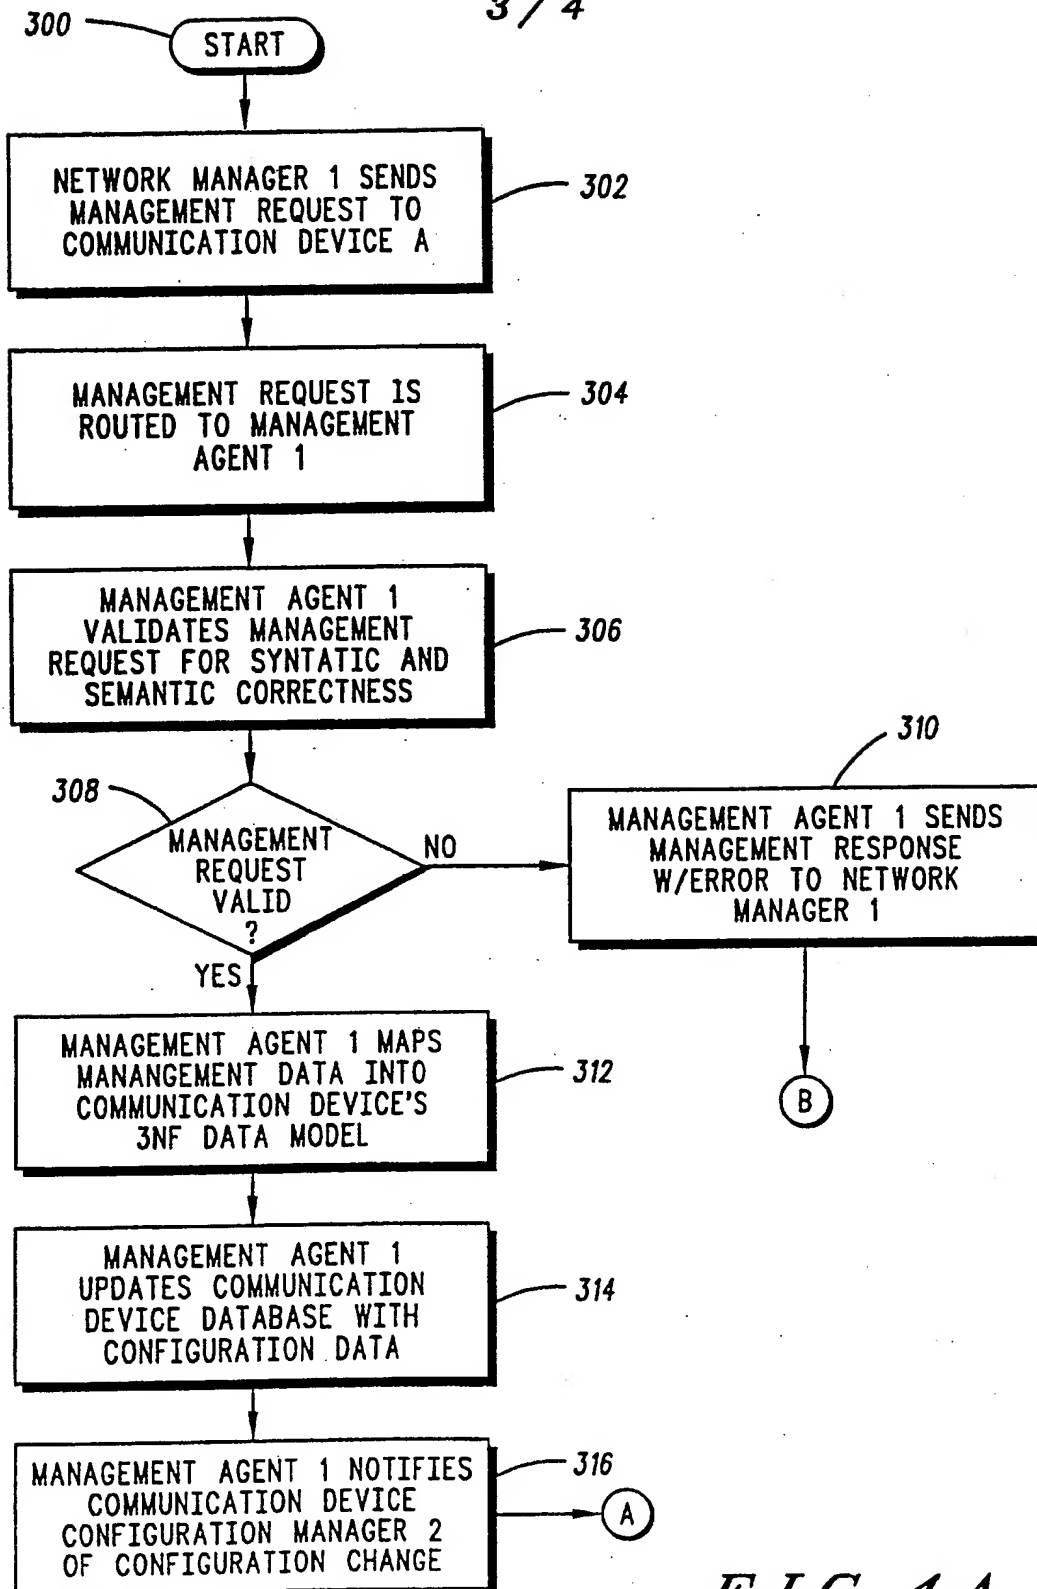 3/4
300
START
NETWORK MANAGER 1 SENDS
MANAGEMENT REQUEST TO
COMMUNICATION DEVICE A
302
MANAGEMENT REQUEST IS
ROUTED TO MANAGEMENT
AGENT 1
304
MANAGEMENT AGENT 1
VALIDATES MANAGEMENT
REQUEST FOR SYNTATIC AND
SEMANTIC CORRECTNESS
306
308
MANAGEMENT
REQUEST
VALID
?
NO
YES
310
MANAGEMENT AGENT 1 SENDS
MANAGEMENT RESPONSE
W/ERROR TO NETWORK
MANAGER 1
B
MANAGEMENT AGENT 1 MAPS
MANANGEMENT DATA INTO
COMMUNICATION DEVICE'S
3NF DATA MODEL
312
MANAGEMENT AGENT 1
UPDATES COMMUNICATION
DEVICE DATABASE WITH
CONFIGURATION DATA
314
MANAGEMENT AGENT 1 NOTIFIES
COMMUNICATION DEVICE
CONFIGURATION MANAGER 2
OF CONFIGURATION CHANGE
316
A
FIG. 4A